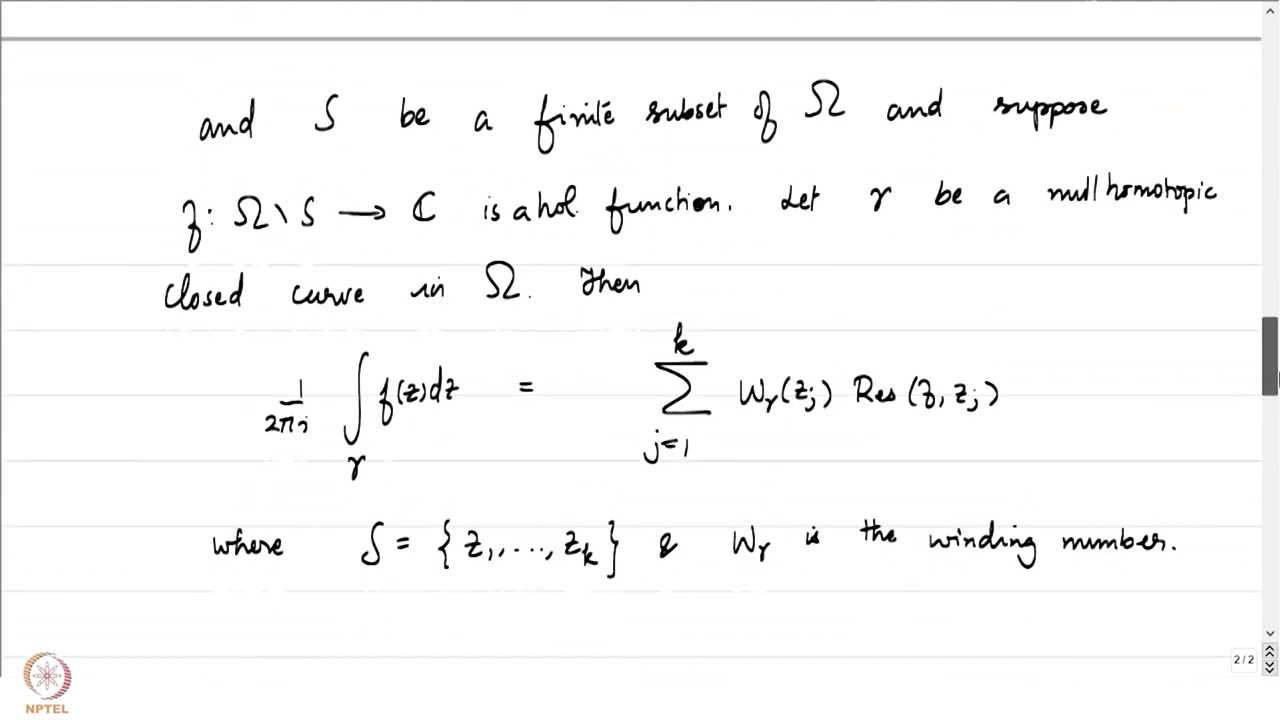 and S be a finite subset of Ω and suppose
f: Ω \ S → ℂ is a hol. function. Let γ be a null homotopic
closed curve in Ω. Then
1/2πi ∫_γ f(z)dz = ∑_{j=1}^{k} W_γ(z_j) Res(f, z_j)
where S = {z_1, ..., z_k} & W_γ is the winding number.
2 / 2
NPTEL